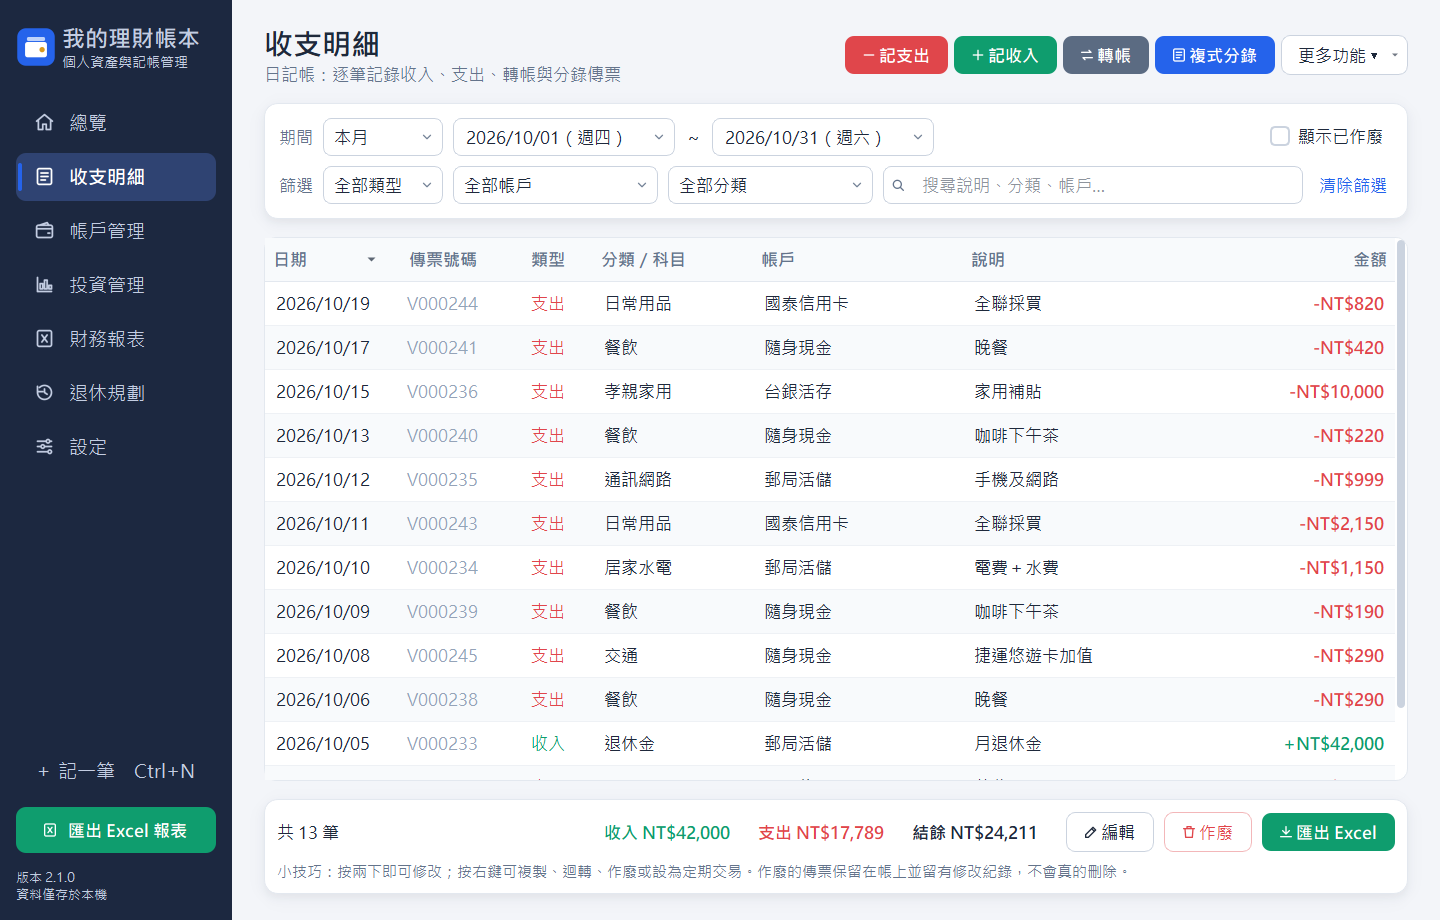 我的理財帳本
個人資產與記帳管理
總覽
收支明細
帳戶管理
投資管理
財務報表
退休規劃
設定
+ 記一筆 Ctrl+N
匯出 Excel 報表
版本 2.1.0
資料僅存於本機
收支明細
日記帳：逐筆記錄收入、支出、轉帳與分錄傳票
記支出 記收入 轉帳 複式分錄 更多功能 ▾
期間 本月 2026/10/01 ( 週四 ) ~ 2026/10/31 ( 週六 ) 顯示已作廢
篩選 全部類型 全部帳戶 全部分類 搜尋說明、分類、帳戶... 清除篩選
日期 傳票號碼 類型 分類 / 科目 帳戶 說明 金額
2026/10/19 V000244 支出 日常用品 國泰信用卡 全聯採買 -NT$820
2026/10/17 V000241 支出 餐飲 隨身現金 晚餐 -NT$420
2026/10/15 V000236 支出 孝親家用 台銀活存 家用補貼 -NT$10,000
2026/10/13 V000240 支出 餐飲 隨身現金 咖啡下午茶 -NT$220
2026/10/12 V000235 支出 通訊網路 郵局活儲 手機及網路 -NT$999
2026/10/11 V000243 支出 日常用品 國泰信用卡 全聯採買 -NT$2,150
2026/10/10 V000234 支出 居家水電 郵局活儲 電費 + 水費 -NT$1,150
2026/10/09 V000239 支出 餐飲 隨身現金 咖啡下午茶 -NT$190
2026/10/08 V000245 支出 交通 隨身現金 捷運悠遊卡加值 -NT$290
2026/10/06 V000238 支出 餐飲 隨身現金 晚餐 -NT$290
2026/10/05 V000233 收入 退休金 郵局活儲 月退休金 +NT$42,000
共 13 筆 收入 NT$42,000 支出 NT$17,789 結餘 NT$24,211 編輯 作廢 匯出 Excel
小技巧：按兩下即可修改；按右鍵可複製、迴轉、作廢或設為定期交易。作廢的傳票保留在帳上並留有修改紀錄，不會真的刪除。